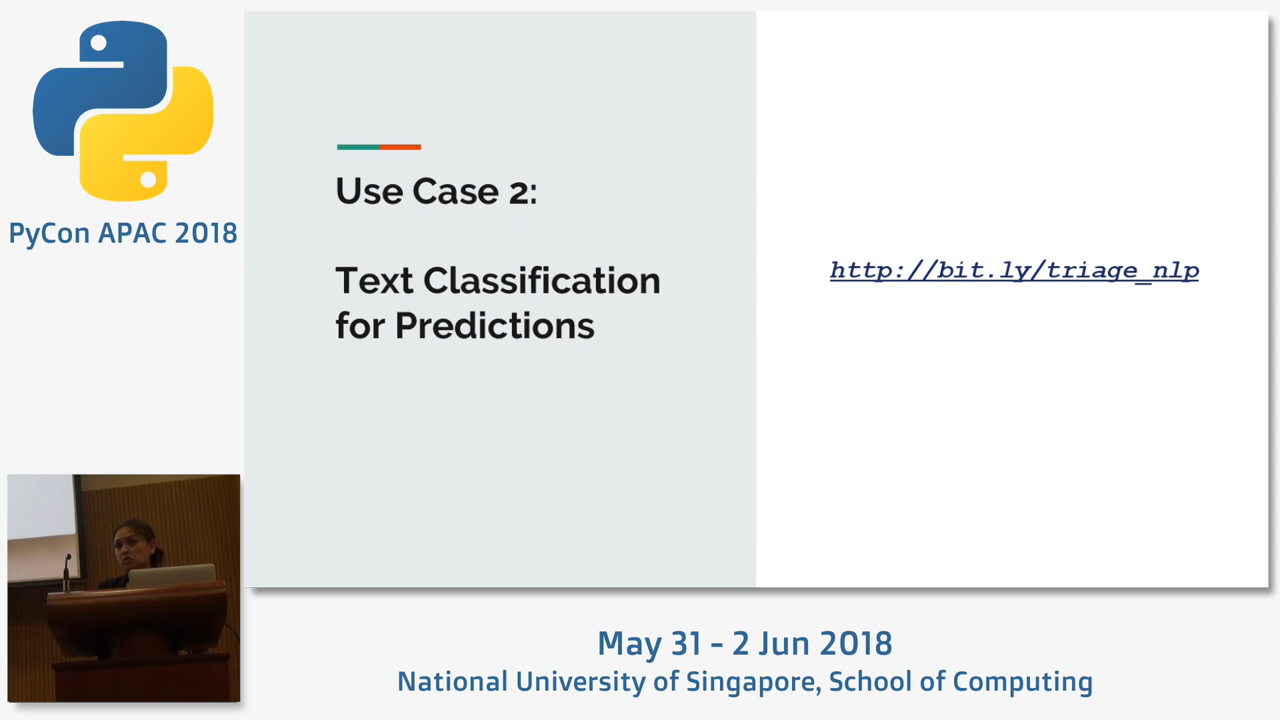 PyCon APAC 2018
Use Case 2:
Text Classification
for Predictions
http://bit.ly/triage_nlp
May 31 - 2 Jun 2018
National University of Singapore, School of Computing